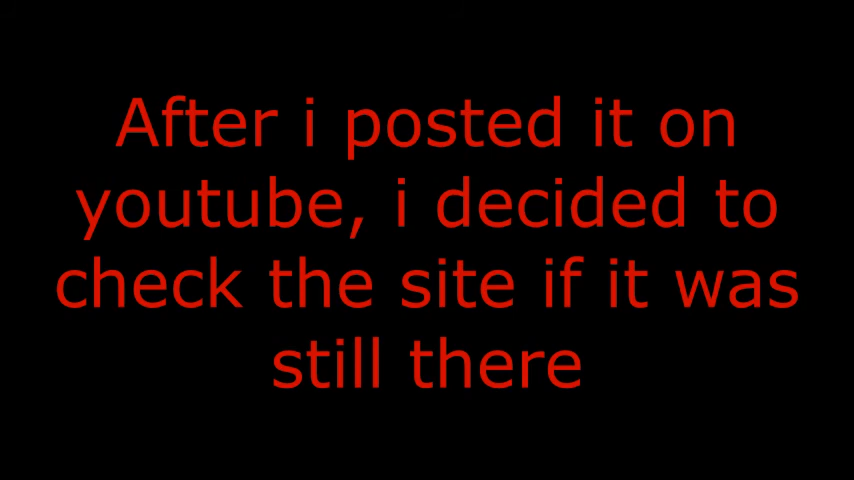 After i posted it on
youtube, i decided to
check the site if it was
still there